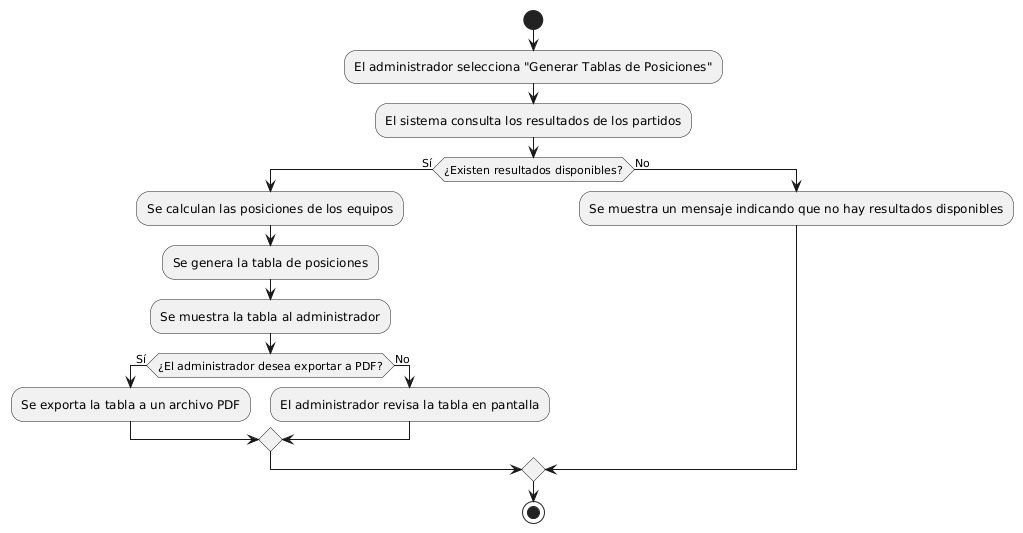 El administrador selecciona "Generar Tablas de Posiciones"
El sistema consulta los resultados de los partidos
¿Existen resultados disponibles?
Sí
No
Se calculan las posiciones de los equipos
Se muestra un mensaje indicando que no hay resultados disponibles
Se genera la tabla de posiciones
Se muestra la tabla al administrador
¿El administrador desea exportar a PDF?
Sí
No
Se exporta la tabla a un archivo PDF
El administrador revisa la tabla en pantalla